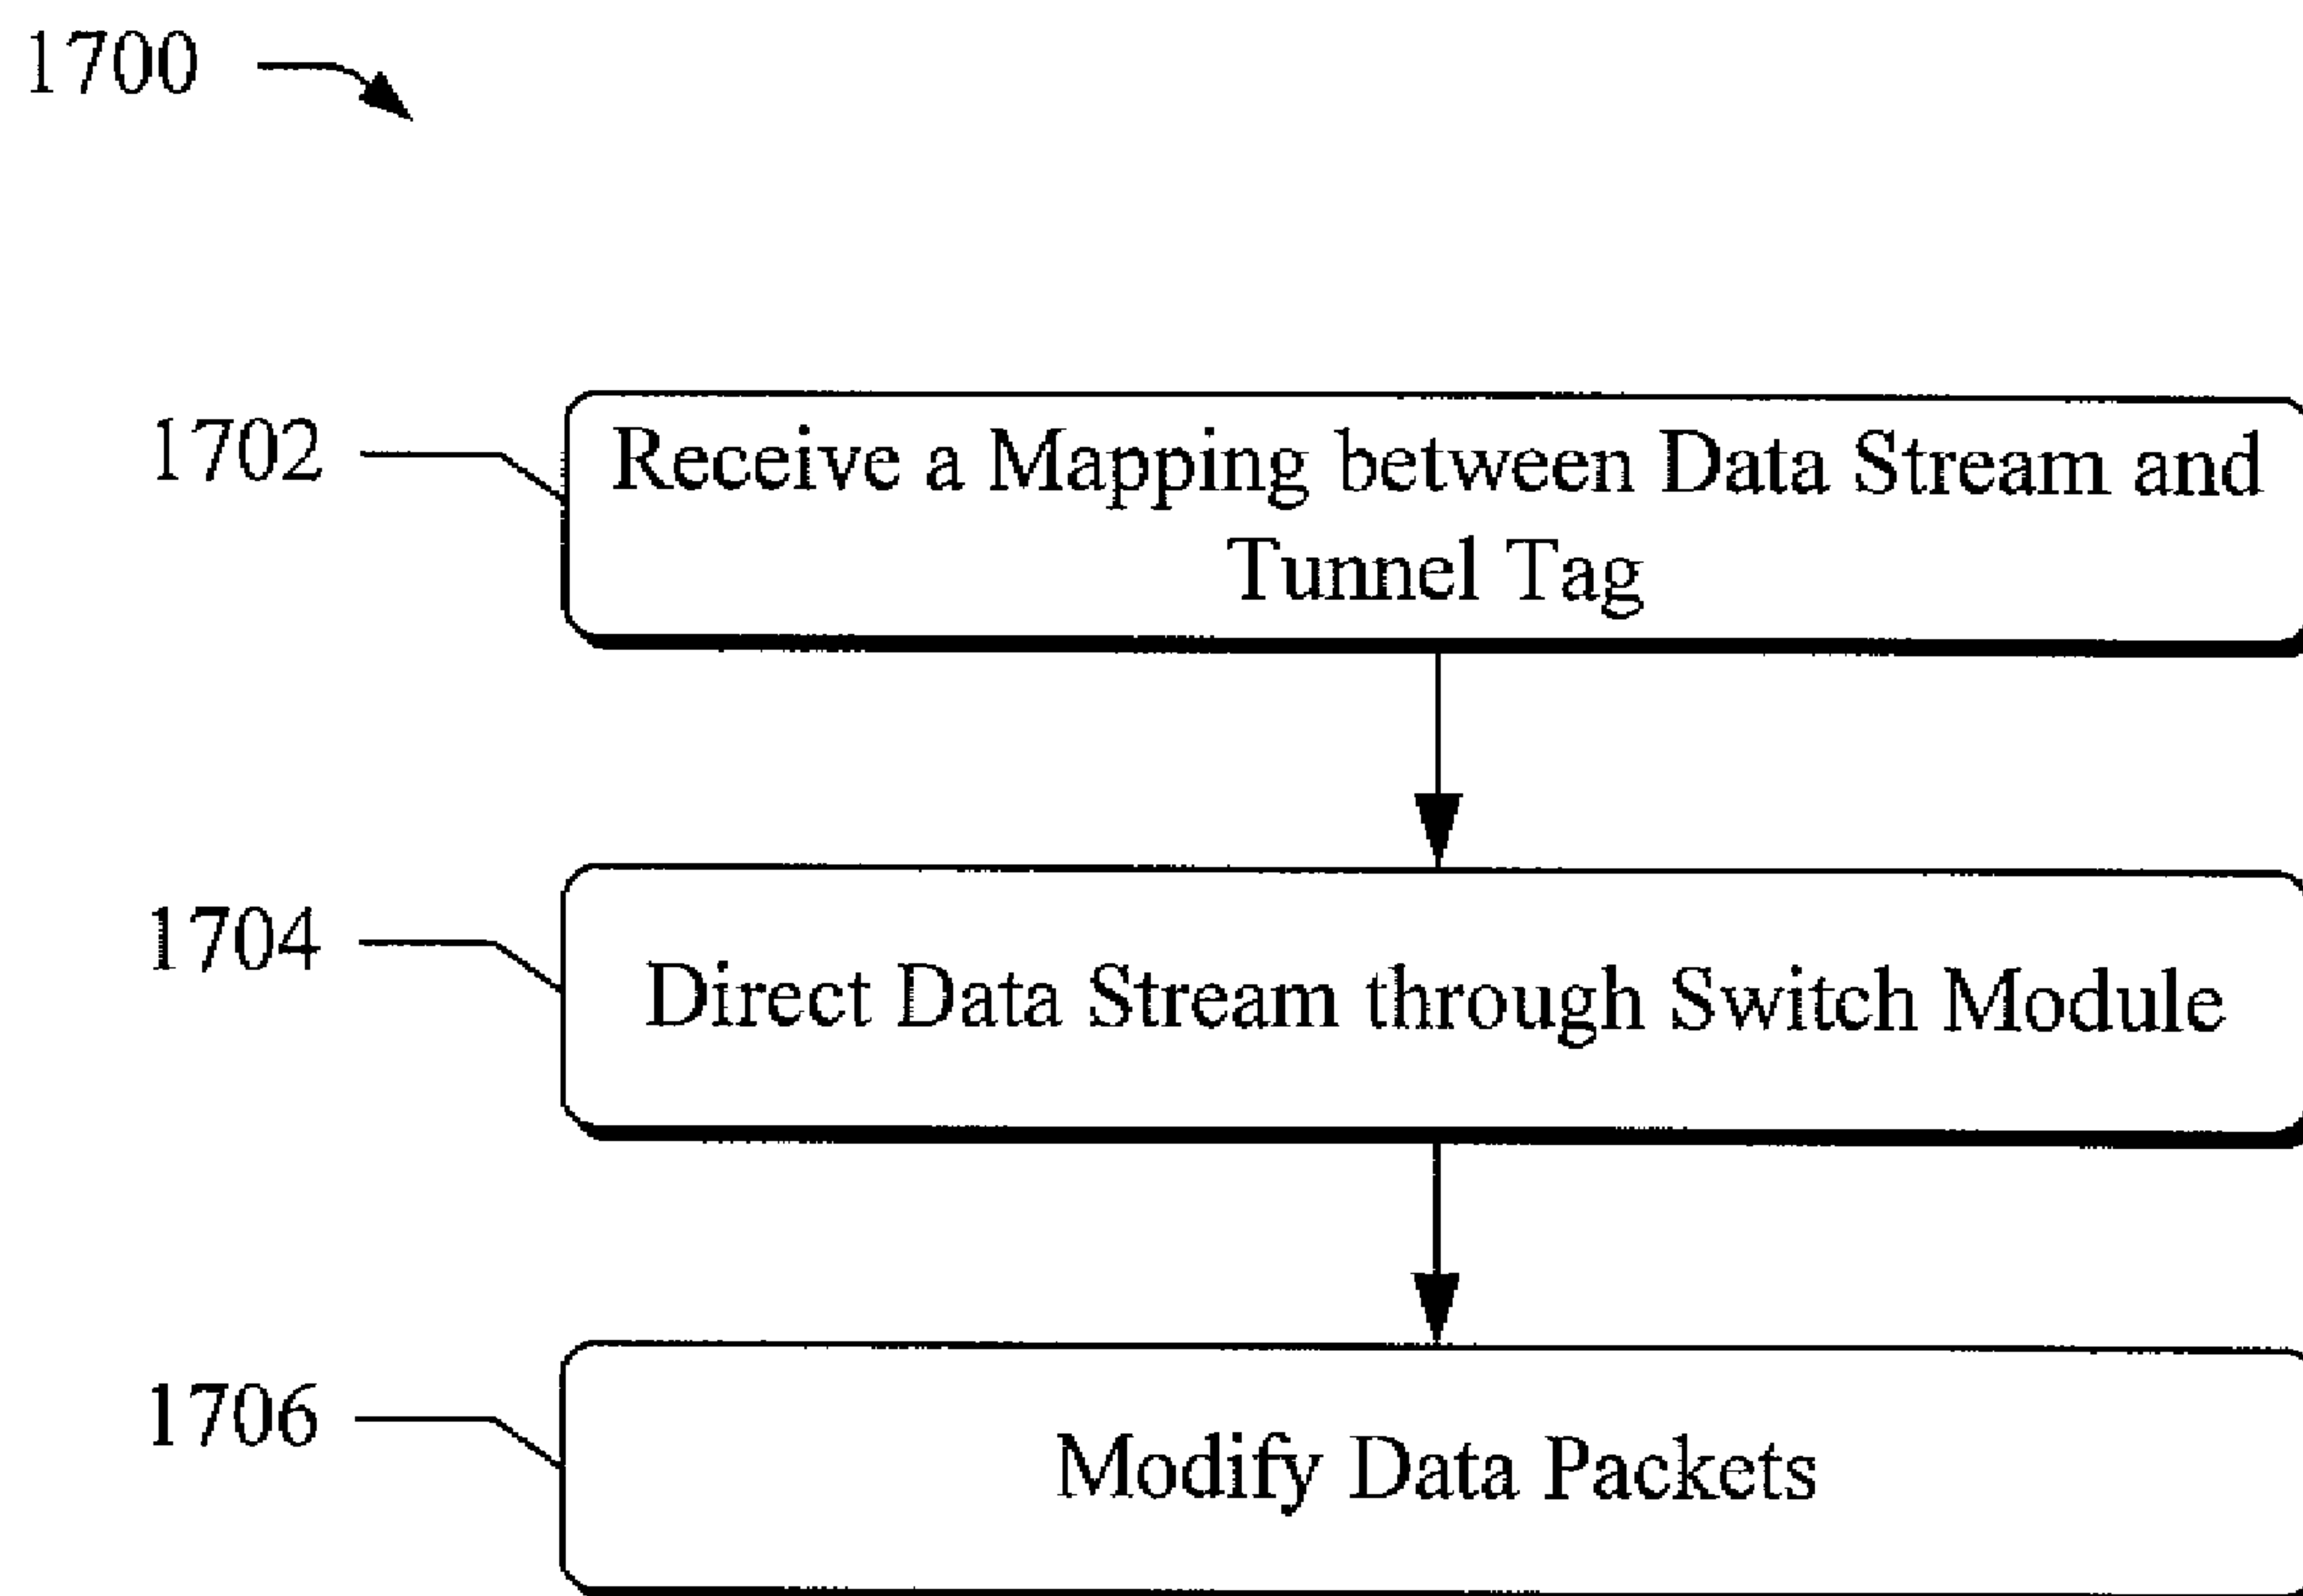 1700
1702
Receive a Mapping between Data Stream and
Tunnel Tag
1704
Direct Data Stream through Switch Module
1706
Modify Data Packets